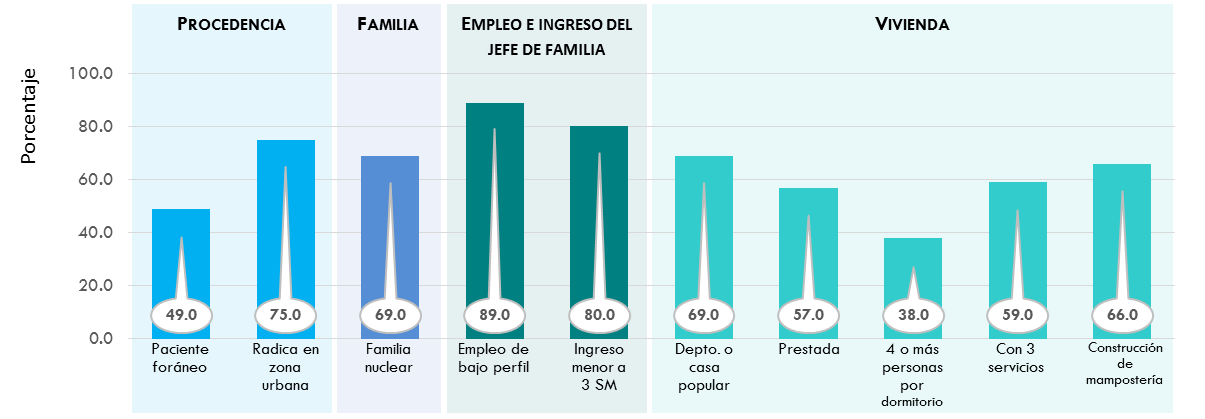 PROCEDENCIA
FAMILIA
EMPLEO E INGRESO DEL
JEFE DE FAMILIA
VIVIENDA
Porcentaje
100.0
80.0
60.0
40.0
20.0
0.0
49.0
75.0
69.0
89.0
80.0
69.0
57.0
38.0
59.0
66.0
Paciente
foráneo
Radica en
zona
urbana
Familia
nuclear
Empleo de
bajo perfil
Ingreso
menor a
3 SM
Depto. o
casa
popular
Prestada
4 o más
personas
por
dormitorio
Con 3
servicios
Construcción
de
mampostería